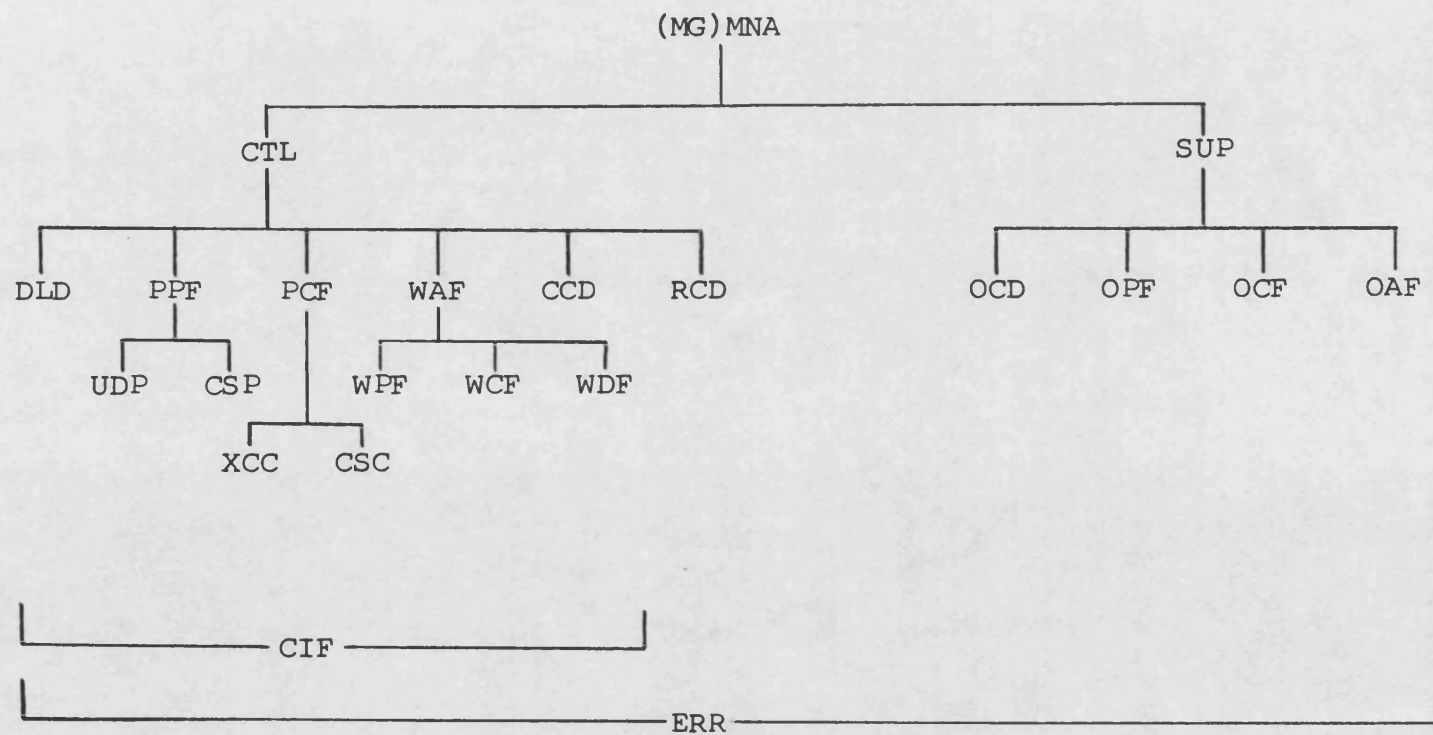 (MG)MNA
CTL SUP
DLD PPF PCF WAF CCD RCD OCD OPF OCF OAF
UDP CSP WPF WCF WDF
XCC CSC
CIF
ERR